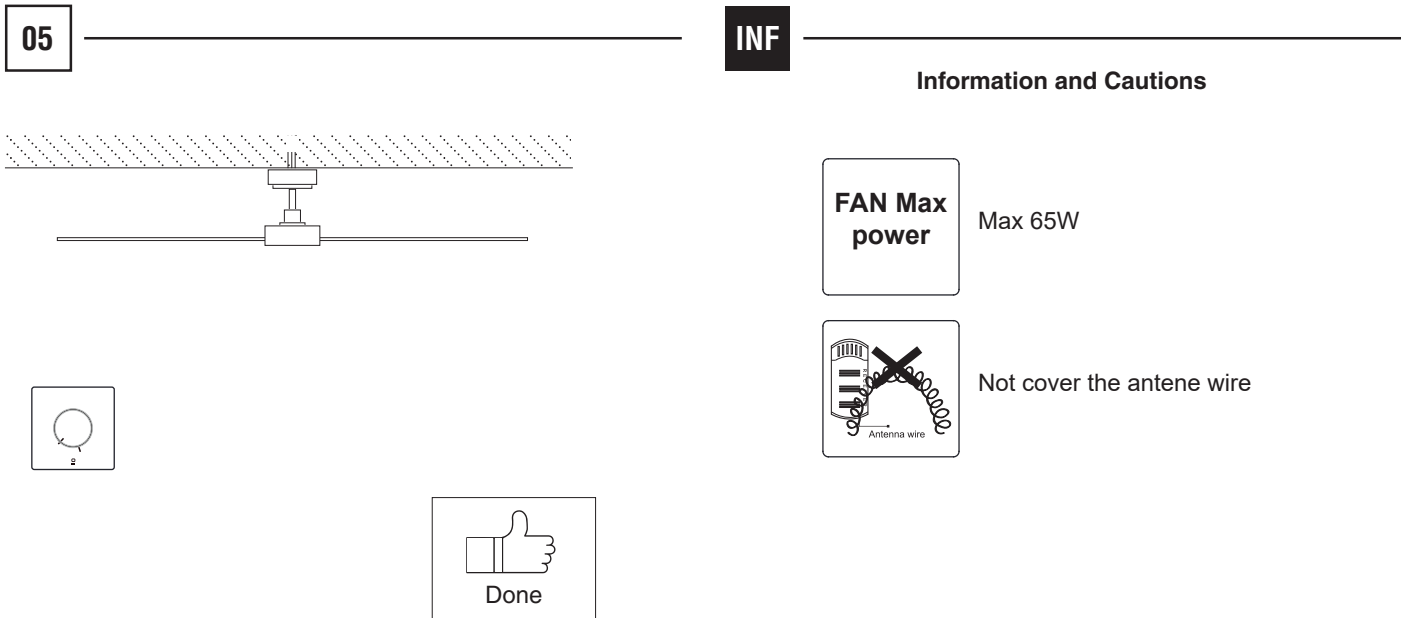 05
Done
INF
Information and Cautions
FAN Max
power
Max 65W
Antenna wire
Not cover the antene wire